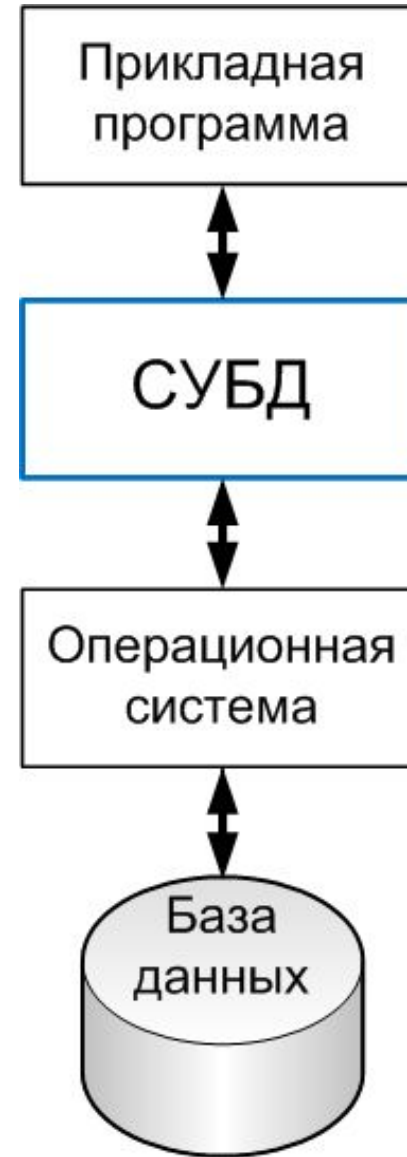 Прикладная
программа
СУБД
Операционная
система
База
данных